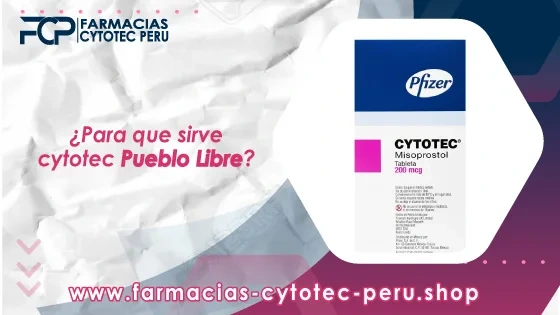 FCP
FARMACIAS
CYTOTEC PERU
¿Para que sirve
cytotec Pueblo Libre?
Pfizer
CYTOTEC®
Misoprostol
Tableta
200 mcg
www.farmacias-cytotec-peru.shop